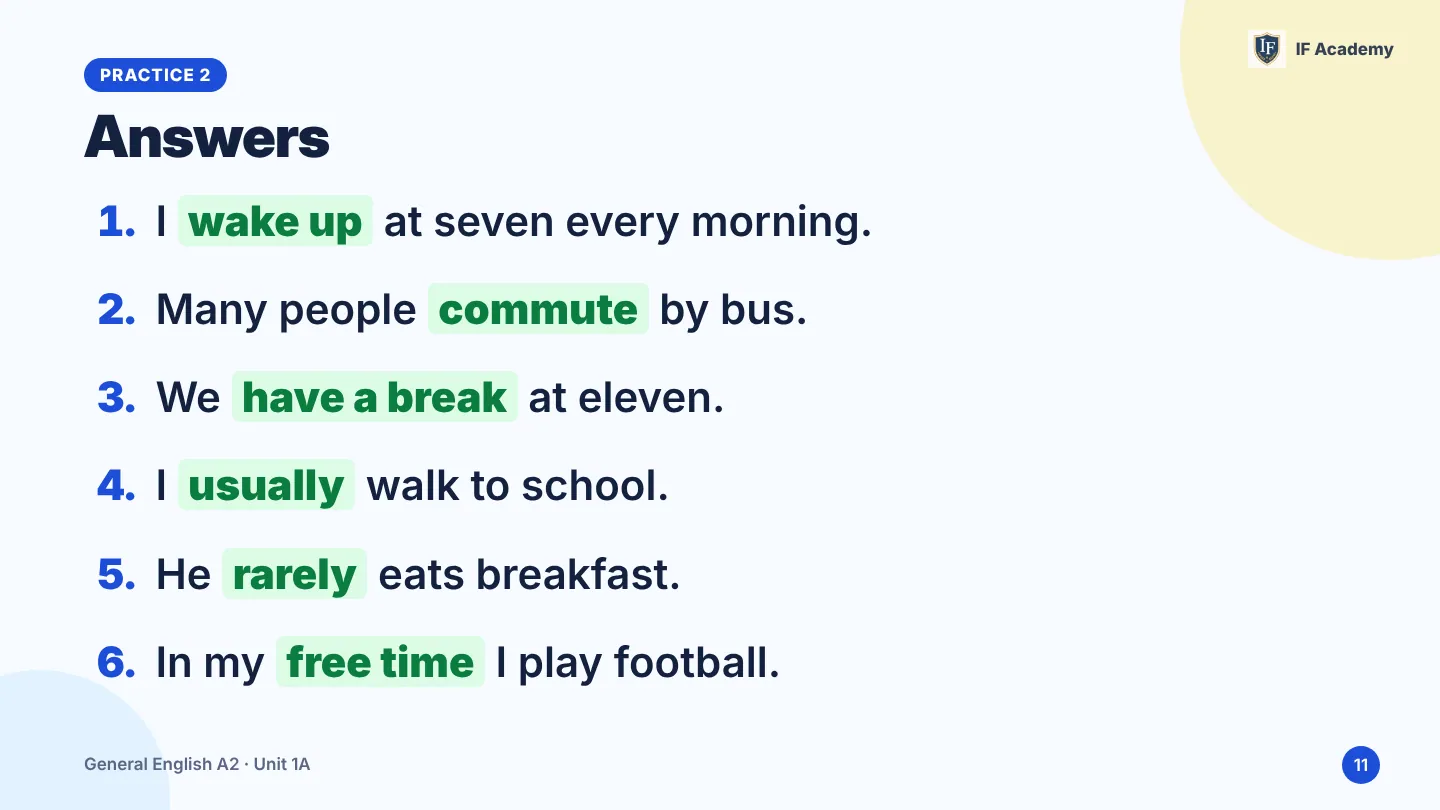 IF
IF Academy
PRACTICE 2
Answers
1. I wake up at seven every morning.
2. Many people commute by bus.
3. We have a break at eleven.
4. I usually walk to school.
5. He rarely eats breakfast.
6. In my free time I play football.
General English A2 · Unit 1A
11